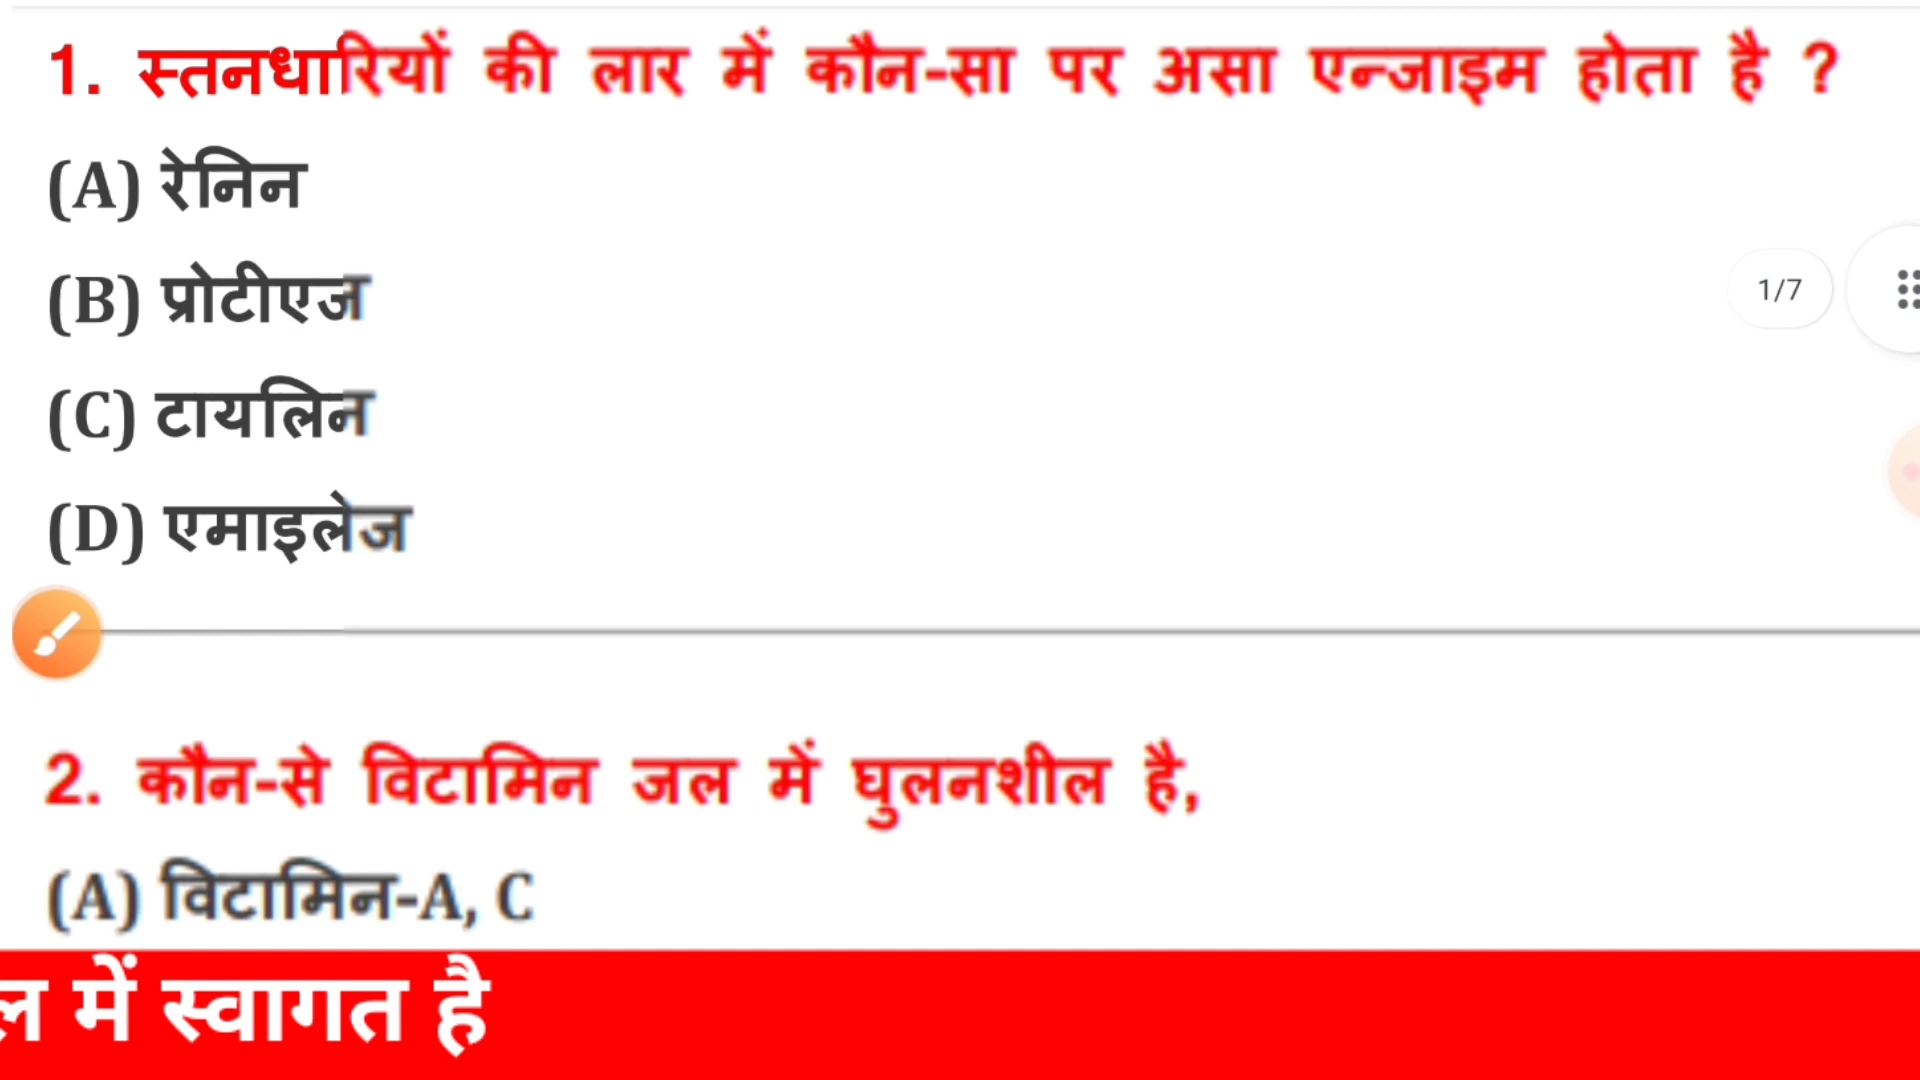 1. स्तनधारियों की लार में कौन-सा पर असा एन्जाइम होता है ?
(A) रेनिन
(B) प्रोटीएज
1/7
(C) टायलिन
(D) एमाइलेज
2. कौन-से विटामिन जल में घुलनशील है,
(A) विटामिन-A, C
ल में स्वागत है